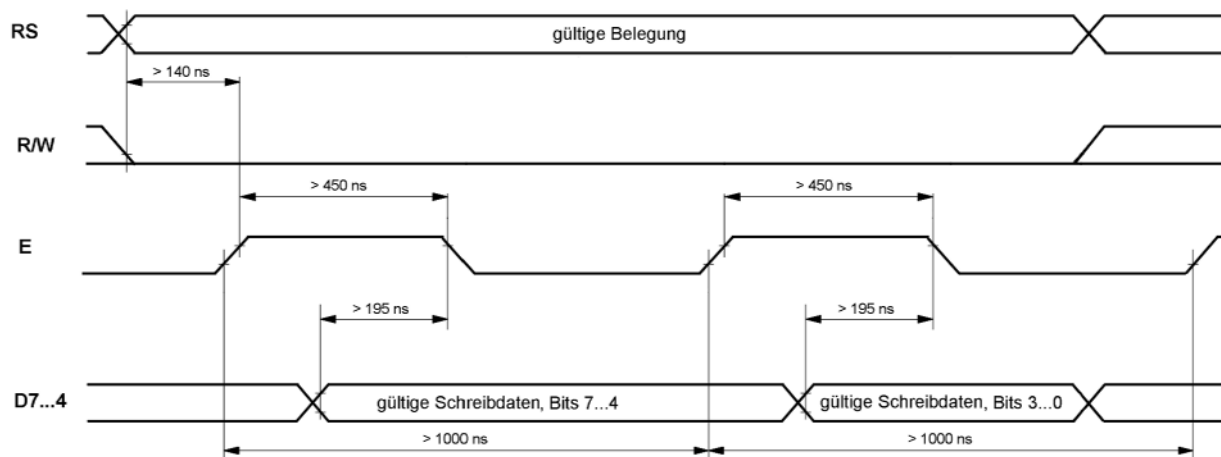 RS
gültige Belegung
> 140 ns
R/W
> 450 ns
> 450 ns
E
> 195 ns
> 195 ns
D7...4
gültige Schreibdaten, Bits 7...4
gültige Schreibdaten, Bits 3...0
> 1000 ns
> 1000 ns